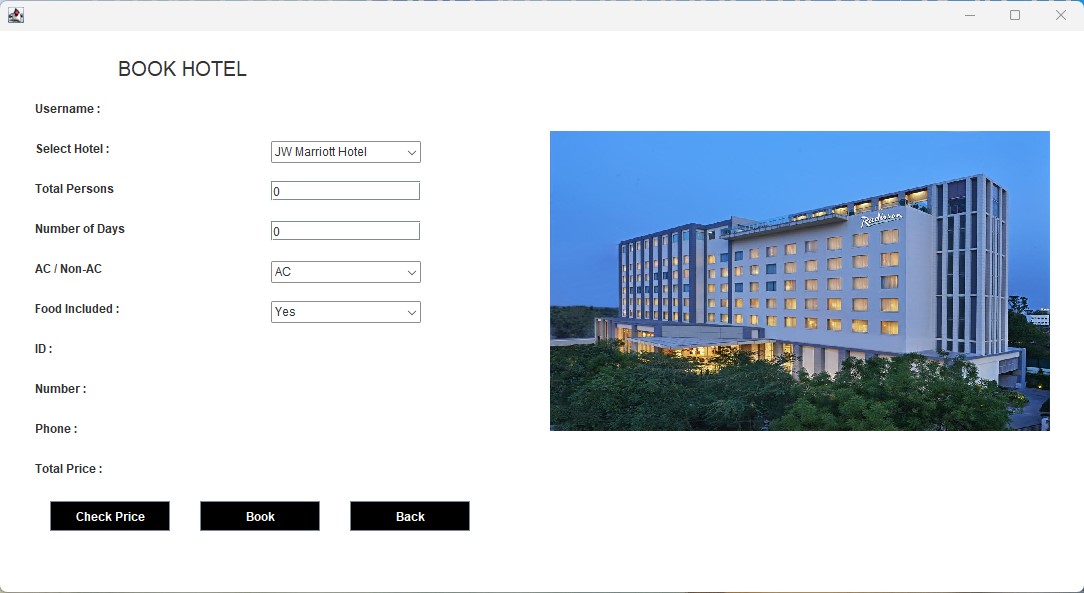 BOOK HOTEL
Username :
Select Hotel : JW Marriott Hotel
Total Persons 0
Number of Days 0
AC / Non-AC AC
Food Included : Yes
ID :
Number :
Phone :
Total Price :
Check Price Book Back
Radisson